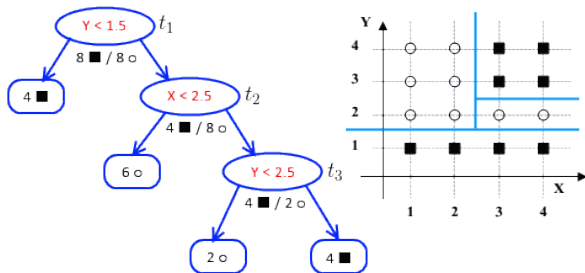 Y < 1.5 t₁
8 ■ / 8 ○
4 ■
X < 2.5 t₂
4 ■ / 8 ○
6 ○
Y < 2.5 t₃
4 ■ / 2 ○
2 ○
4 ■
Y
4
3
2
1
X
1 2 3 4